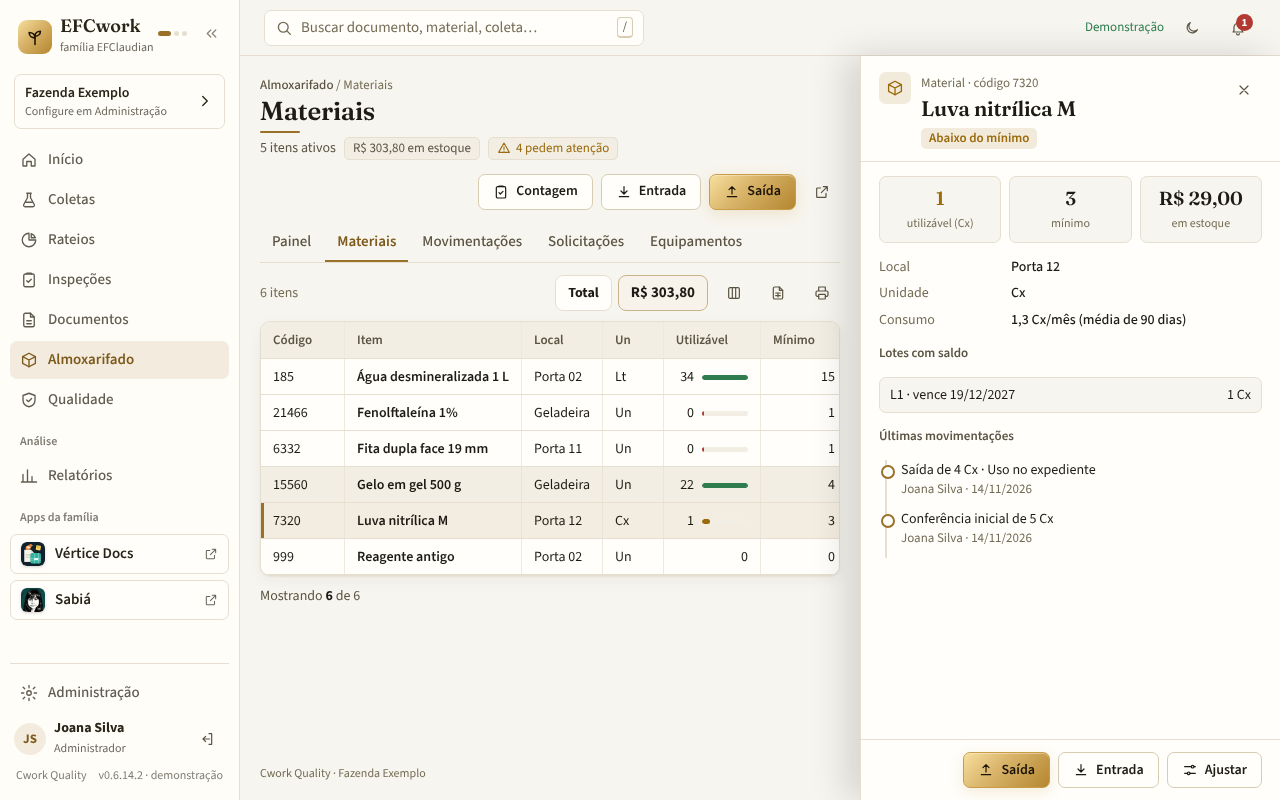 EFCwork
família EFClaudian
Fazenda Exemplo
Configure em Administração
Início
Coletas
Rateios
Inspeções
Documentos
Almoxarifado
Qualidade
Análise
Relatórios
Apps da família
Vértice Docs
Sabiá
Administração
JS
Joana Silva
Administrador
Cwork Quality v0.6.14.2 · demonstração
Buscar documento, material, coleta… /
Demonstração
1
Almoxarifado / Materiais
Materiais
5 itens ativos R$ 303,80 em estoque 4 pedem atenção
Contagem Entrada Saída
Painel Materiais Movimentações Solicitações Equipamentos
6 itens Total R$ 303,80
Código Item Local Un Utilizável Mínimo
185 Água desmineralizada 1 L Porta 02 Lt 34 15
21466 Fenolftaleína 1% Geladeira Un 0 1
6332 Fita dupla face 19 mm Porta 11 Un 0 1
15560 Gelo em gel 500 g Geladeira Un 22 4
7320 Luva nitrílica M Porta 12 Cx 1 3
999 Reagente antigo Porta 02 Un 0 0
Mostrando 6 de 6
Cwork Quality · Fazenda Exemplo
Material · código 7320
Luva nitrílica M
Abaixo do mínimo
1 3 R$ 29,00
utilizável (Cx) mínimo em estoque
Local Porta 12
Unidade Cx
Consumo 1,3 Cx/mês (média de 90 dias)
Lotes com saldo
L1 · vence 19/12/2027 1 Cx
Últimas movimentações
Saída de 4 Cx · Uso no expediente
Joana Silva · 14/11/2026
Conferência inicial de 5 Cx
Joana Silva · 14/11/2026
Saída Entrada Ajustar